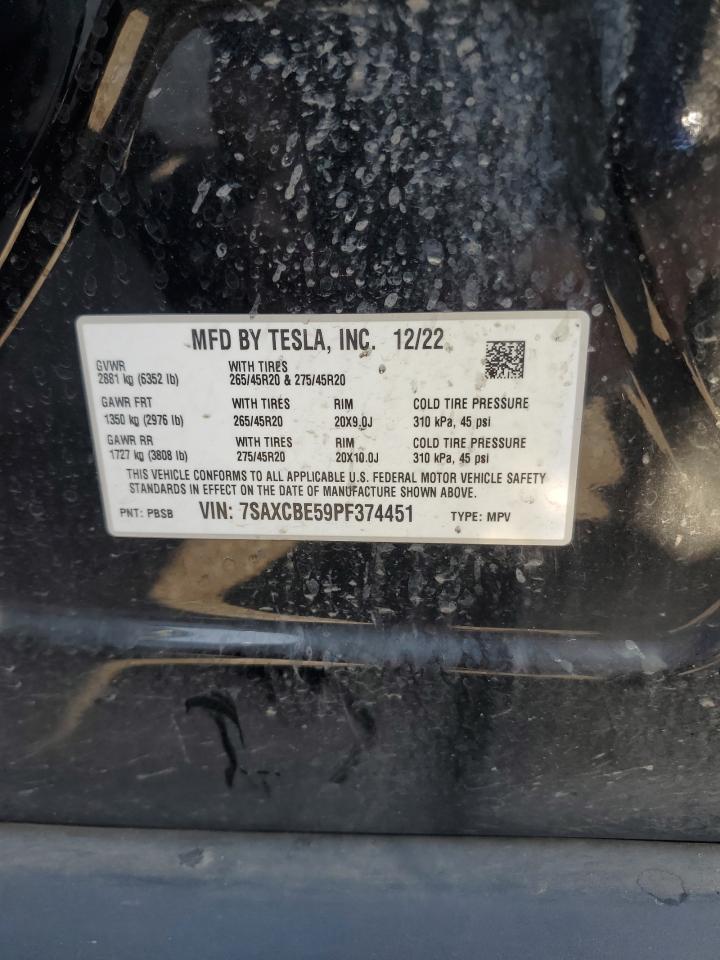 MFD BY TESLA, INC. 12/22
GVWR WITH TIRES
2881 kg (6352 lb) 265/45R20 & 275/45R20
GAWR FRT WITH TIRES RIM COLD TIRE PRESSURE
1350 kg (2976 lb) 265/45R20 20X9.0J 310 kPa, 45 psi
GAWR RR WITH TIRES RIM COLD TIRE PRESSURE
1727 kg (3808 lb) 275/45R20 20X10.0J 310 kPa, 45 psi
THIS VEHICLE CONFORMS TO ALL APPLICABLE U.S. FEDERAL MOTOR VEHICLE SAFETY
STANDARDS IN EFFECT ON THE DATE OF MANUFACTURE SHOWN ABOVE.
PNT: PBSB VIN: 7SAXCBE59PF374451 TYPE: MPV